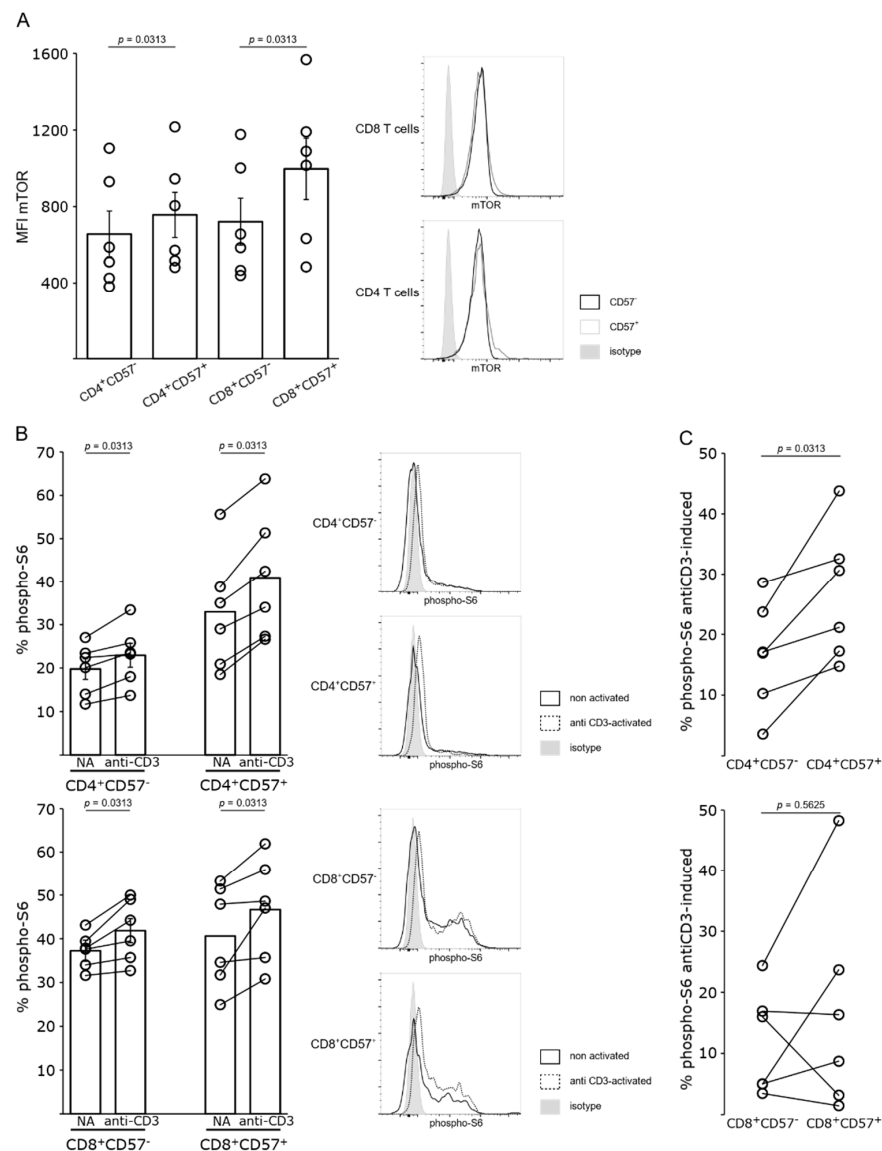 A
p = 0.0313
p = 0.0313
1600
1200
800
400
MFI mTOR
CD4+CD57-
CD4+CD57+
CD8+CD57-
CD8+CD57+
CD8 T cells
mTOR
CD4 T cells
mTOR
CD57-
CD57+
isotype
B
p = 0.0313
p = 0.0313
70
60
50
40
30
20
10
% phospho-S6
NA
anti-CD3
NA
anti-CD3
CD4+CD57-
CD4+CD57+
CD4+CD57-
phospho-S6
CD4+CD57+
phospho-S6
non activated
anti CD3-activated
isotype
p = 0.0313
p = 0.0313
70
60
50
40
30
20
10
% phospho-S6
NA
anti-CD3
NA
anti-CD3
CD8+CD57-
CD8+CD57+
CD8+CD57-
phospho-S6
CD8+CD57+
phospho-S6
non activated
anti CD3-activated
isotype
C
p = 0.0313
50
40
30
20
10
% phospho-S6 antiCD3-induced
CD4+CD57-
CD4+CD57+
p = 0.5625
50
40
30
20
10
% phospho-S6 antiCD3-induced
CD8+CD57-
CD8+CD57+